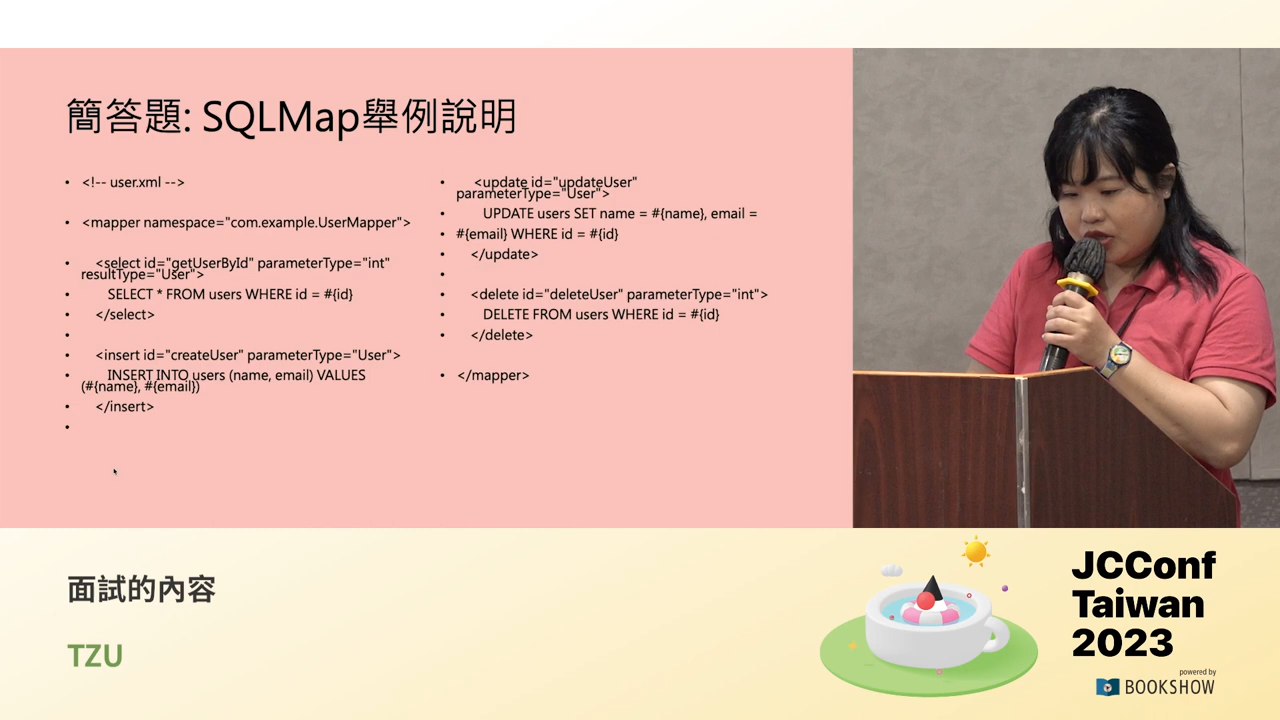 簡答題: SQLMap舉例說明
• <!-- user.xml -->
• <mapper namespace="com.example.UserMapper">
• <select id="getUserById" parameterType="int"
resultType="User">
• SELECT * FROM users WHERE id = #{id}
• </select>
•
• <insert id="createUser" parameterType="User">
• INSERT INTO users (name, email) VALUES
(#{name}, #{email})
• </insert>
•
• <update id="updateUser"
parameterType="User">
• UPDATE users SET name = #{name}, email =
• #{email} WHERE id = #{id}
• </update>
•
• <delete id="deleteUser" parameterType="int">
• DELETE FROM users WHERE id = #{id}
• </delete>
• </mapper>
面試的內容
TZU
JCConf
Taiwan
2023
powered by
BOOKSHOW